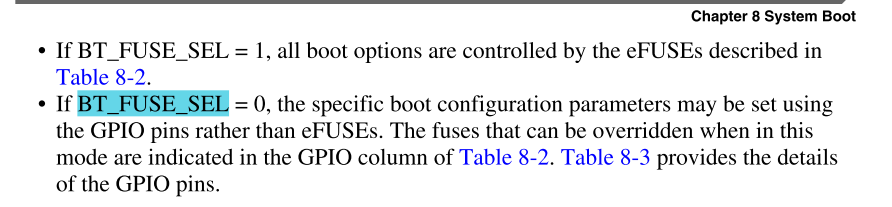 Chapter 8 System Boot
• If BT_FUSE_SEL = 1, all boot options are controlled by the eFUSEs described in
Table 8-2.
• If BT_FUSE_SEL = 0, the specific boot configuration parameters may be set using
the GPIO pins rather than eFUSEs. The fuses that can be overridden when in this
mode are indicated in the GPIO column of Table 8-2. Table 8-3 provides the details
of the GPIO pins.